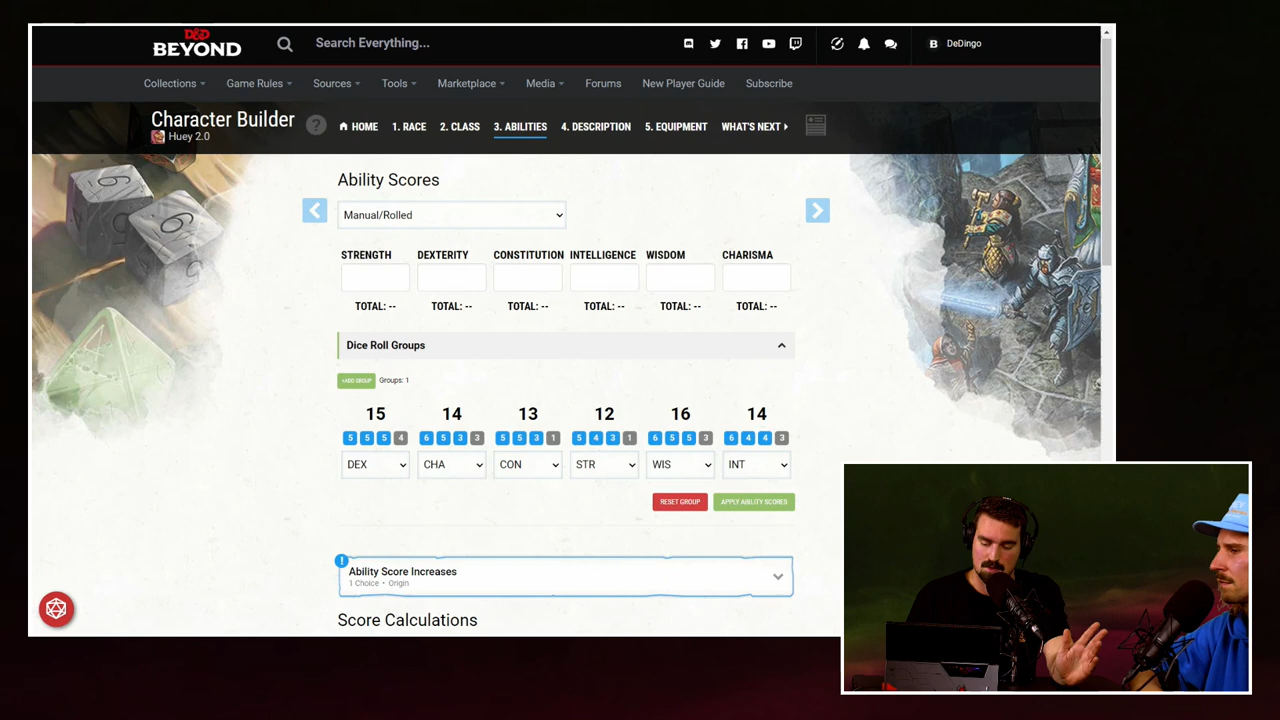 D&D
BEYOND
Search Everything...
DeDingo
Collections
Game Rules
Sources
Tools
Marketplace
Media
Forums
New Player Guide
Subscribe
Character Builder
Huey 2.0
?
HOME
1. RACE
2. CLASS
3. ABILITIES
4. DESCRIPTION
5. EQUIPMENT
WHAT'S NEXT
Ability Scores
Manual/Rolled
STRENGTH DEXTERITY CONSTITUTION INTELLIGENCE WISDOM CHARISMA
TOTAL: -- TOTAL: -- TOTAL: -- TOTAL: -- TOTAL: -- TOTAL: --
Dice Roll Groups
+ADD GROUP Groups: 1
15 14 13 12 16 14
5 5 5 4 6 5 3 3 5 5 3 1 5 4 3 1 6 5 5 3 6 4 4 3
DEX CHA CON STR WIS INT
RESET GROUP APPLY ABILITY SCORES
!
Ability Score Increases
1 Choice • Origin
Score Calculations